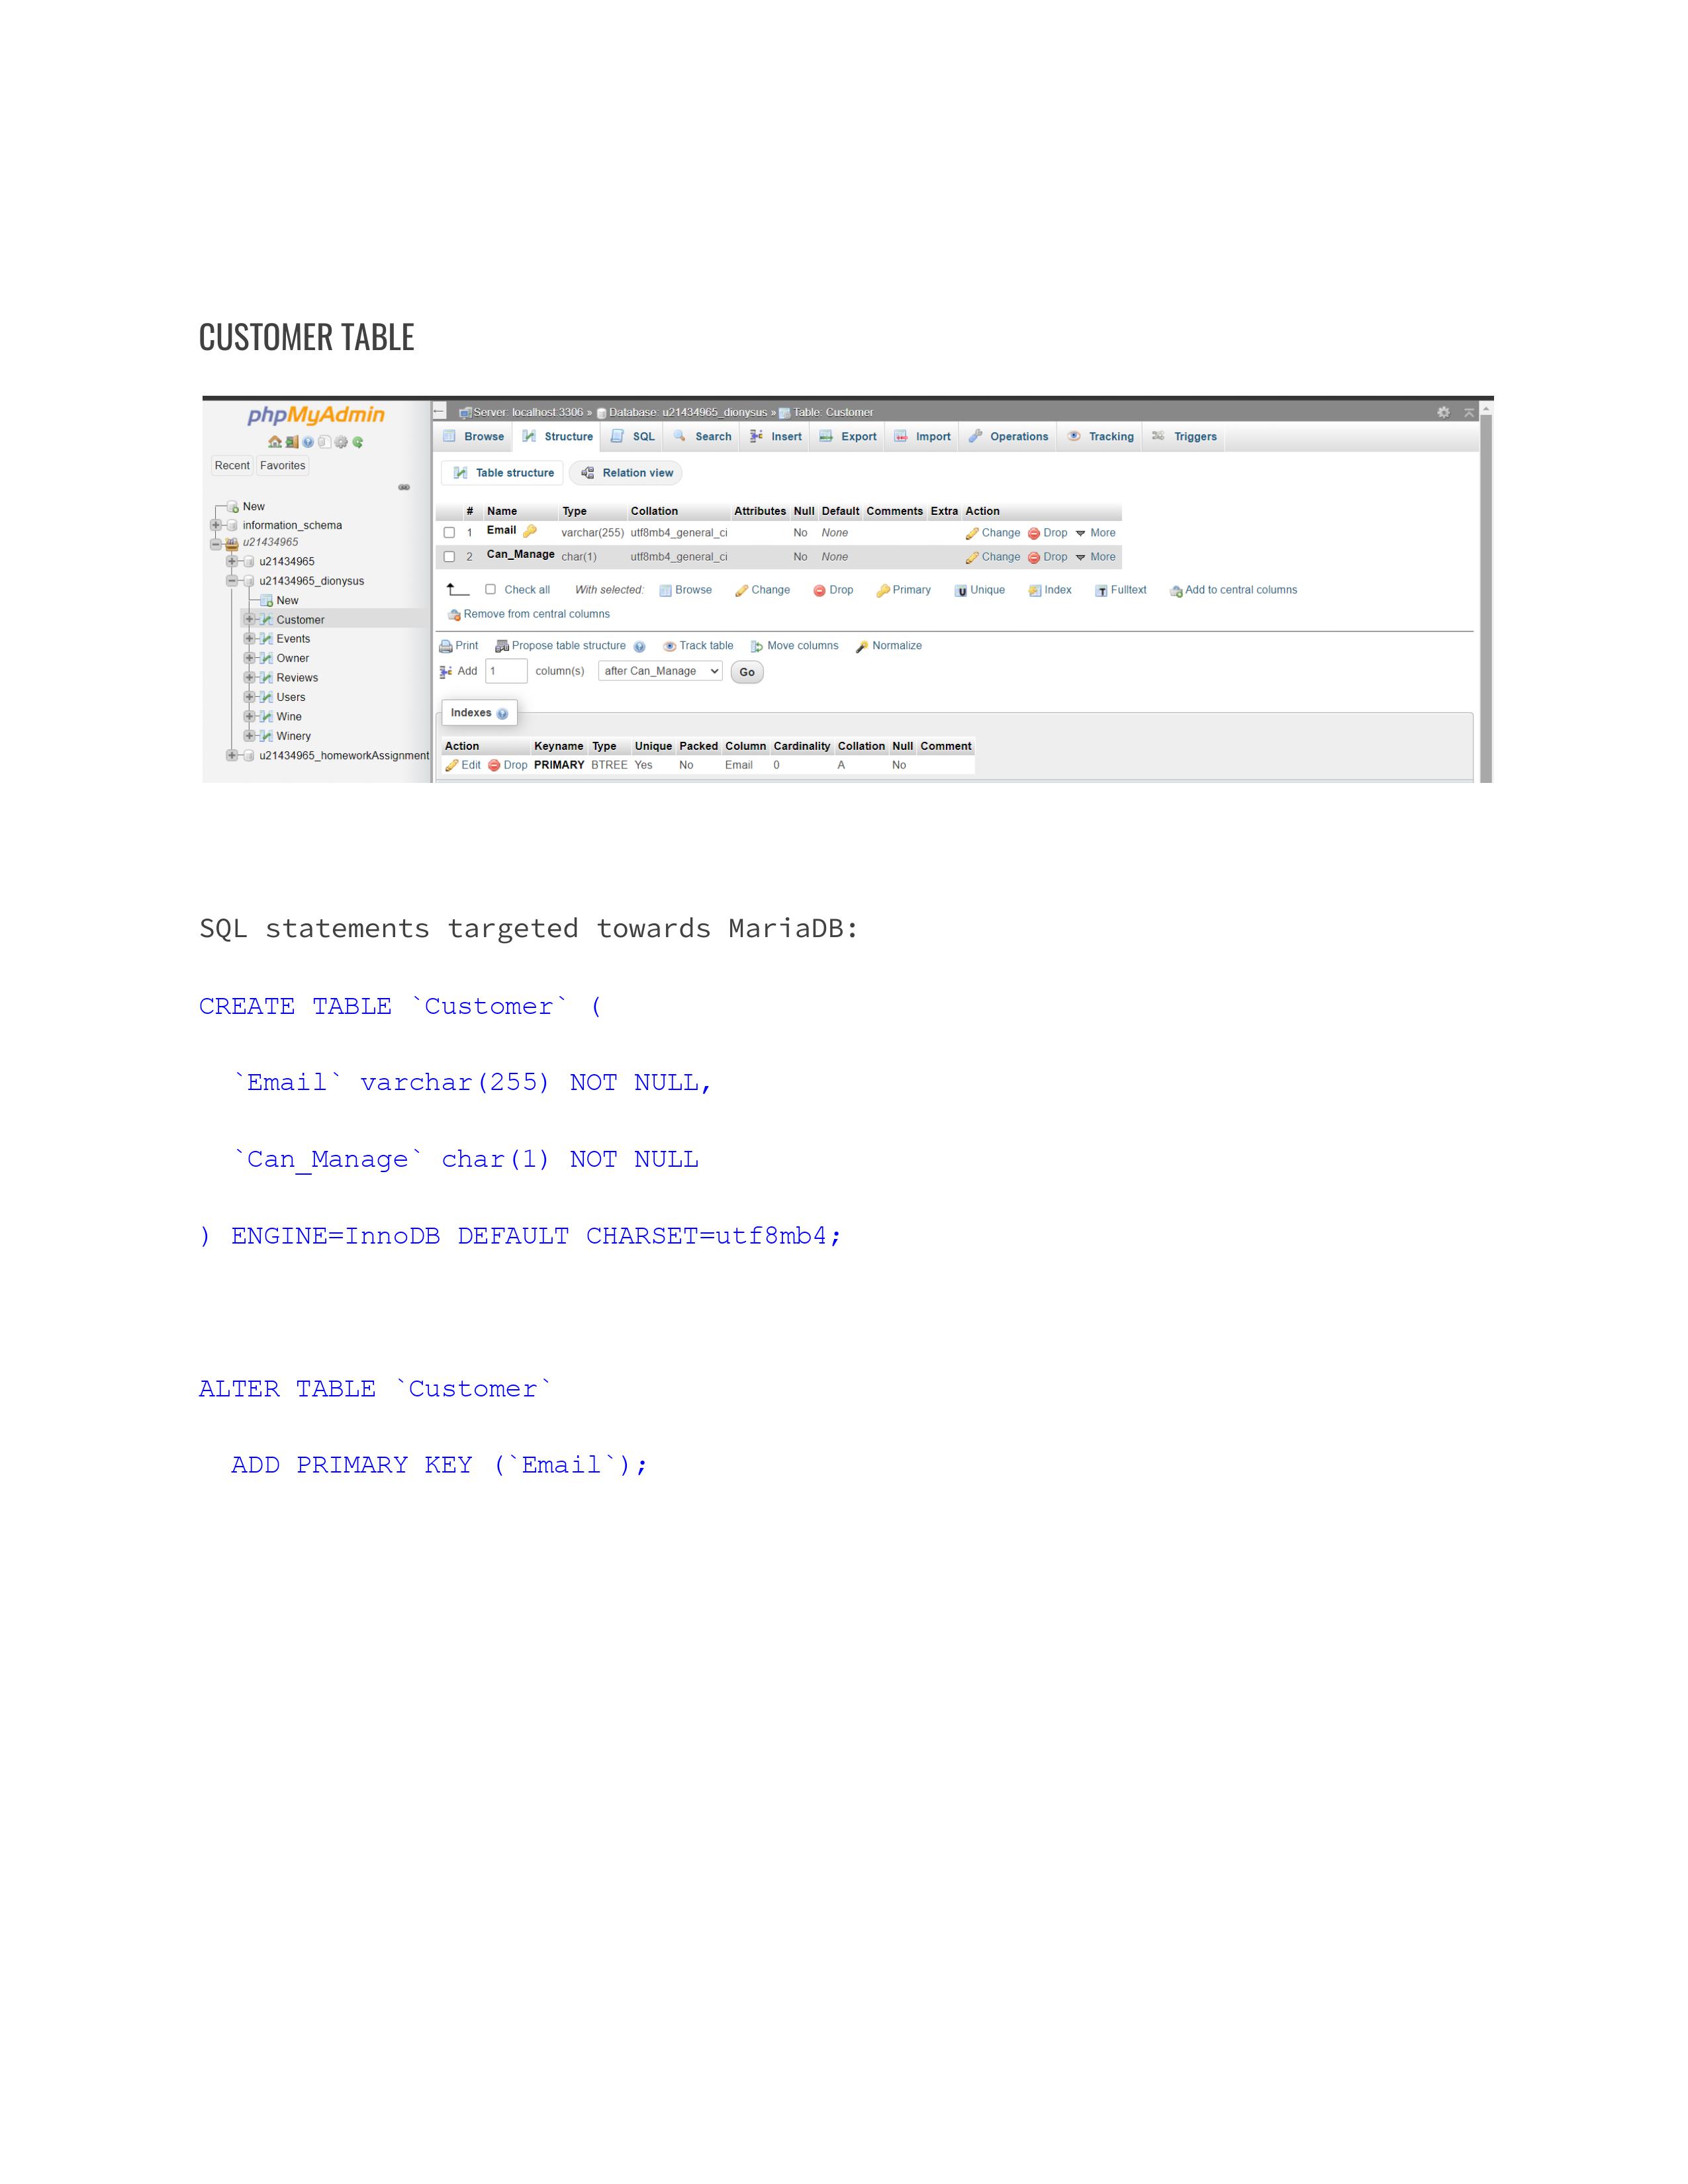 CUSTOMER TABLE
phpMyAdmin
Recent Favorites
New
information_schema
u21434965
u21434965
u21434965_dionysus
New
Customer
Events
Owner
Reviews
Users
Wine
Winery
u21434965_homeworkAssignment
Server: localhost:3306 » Database: u21434965_dionysus » Table: Customer
Browse Structure SQL Search Insert Export Import Operations Tracking Triggers
Table structure Relation view
# Name Type Collation Attributes Null Default Comments Extra Action
1 Email varchar(255) utf8mb4_general_ci No None Change Drop More
2 Can_Manage char(1) utf8mb4_general_ci No None Change Drop More
Check all With selected: Browse Change Drop Primary Unique Index Fulltext Add to central columns
Remove from central columns
Print Propose table structure Track table Move columns Normalize
Add 1 column(s) after Can_Manage Go
Indexes
Action Keyname Type Unique Packed Column Cardinality Collation Null Comment
Edit Drop PRIMARY BTREE Yes No Email 0 A No
SQL statements targeted towards MariaDB:
CREATE TABLE `Customer` (
`Email` varchar(255) NOT NULL,
`Can_Manage` char(1) NOT NULL
) ENGINE=InnoDB DEFAULT CHARSET=utf8mb4;
ALTER TABLE `Customer`
ADD PRIMARY KEY (`Email`);